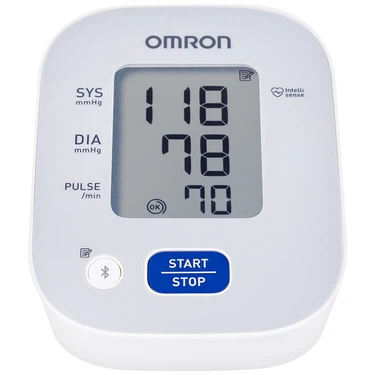 OMRON
SYS
mmHg
118
Intelli
sense
DIA
mmHg
78
PULSE
/min
OK
70
START
STOP